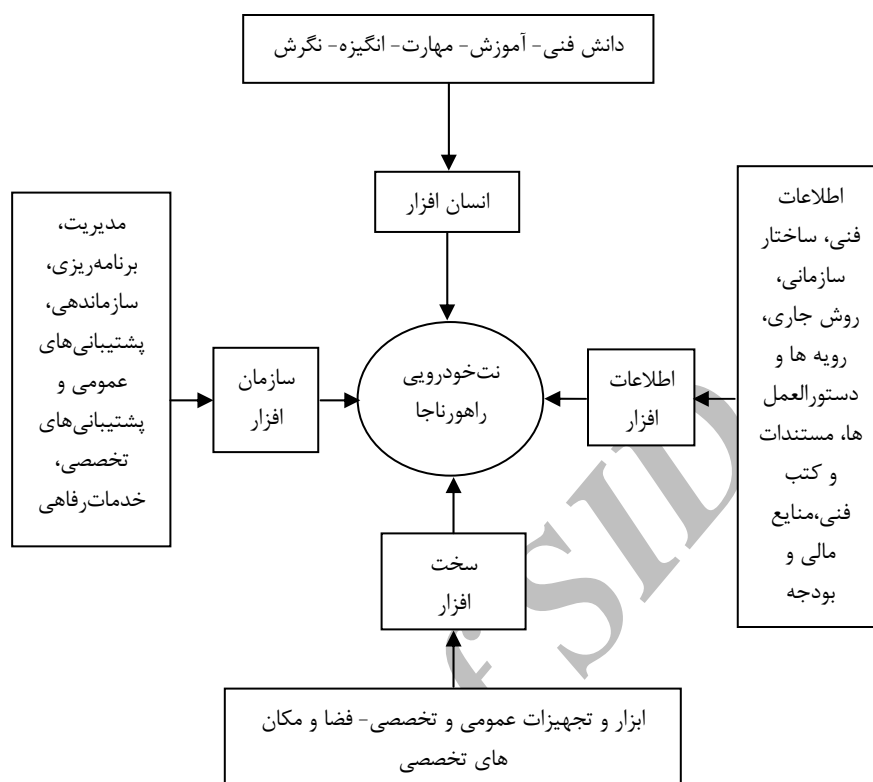 دانش فنی- آموزش- مهارت- انگیزه- نگرش
انسان افزار
اطلاعات
فنی، ساختار
سازمانی،
روش جاری،
رویه ها و
دستورالعمل
ها، مستندات
و کتب
فنی،منابع
مالی و
بودجه
اطلاعات
افزار
نت‌خودرویی
راهورناجا
سازمان
افزار
مدیریت،
برنامه‌ریزی،
سازماندهی،
پشتیبانی‌های
عمومی و
پشتیبانی‌های
تخصصی،
خدمات‌رفاهی
سخت
افزار
ابزار و تجهیزات عمومی و تخصصی- فضا و مکان
های تخصصی
f SID